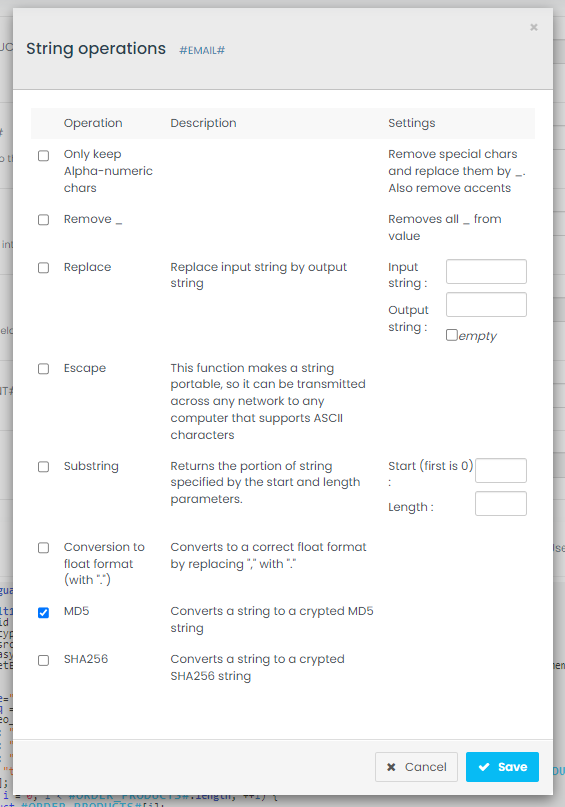 ×
String operations #EMAIL#
Operation Description Settings
Only keep
Alpha-numeric
chars
Remove special chars
and replace them by _.
Also remove accents
Remove _
Removes all _ from
value
Replace
Replace input string by output
string
Input
string :
Output
string :
empty
Escape
This function makes a string
portable, so it can be transmitted
across any network to any
computer that supports ASCII
characters
Substring
Returns the portion of string
specified by the start and length
parameters.
Start (first is 0)
:
Length :
Conversion to
float format
(with ".")
Converts to a correct float format
by replacing "," with "."
MD5
Converts a string to a crypted MD5
string
SHA256
Converts a string to a crypted
SHA256 string
Cancel
Save